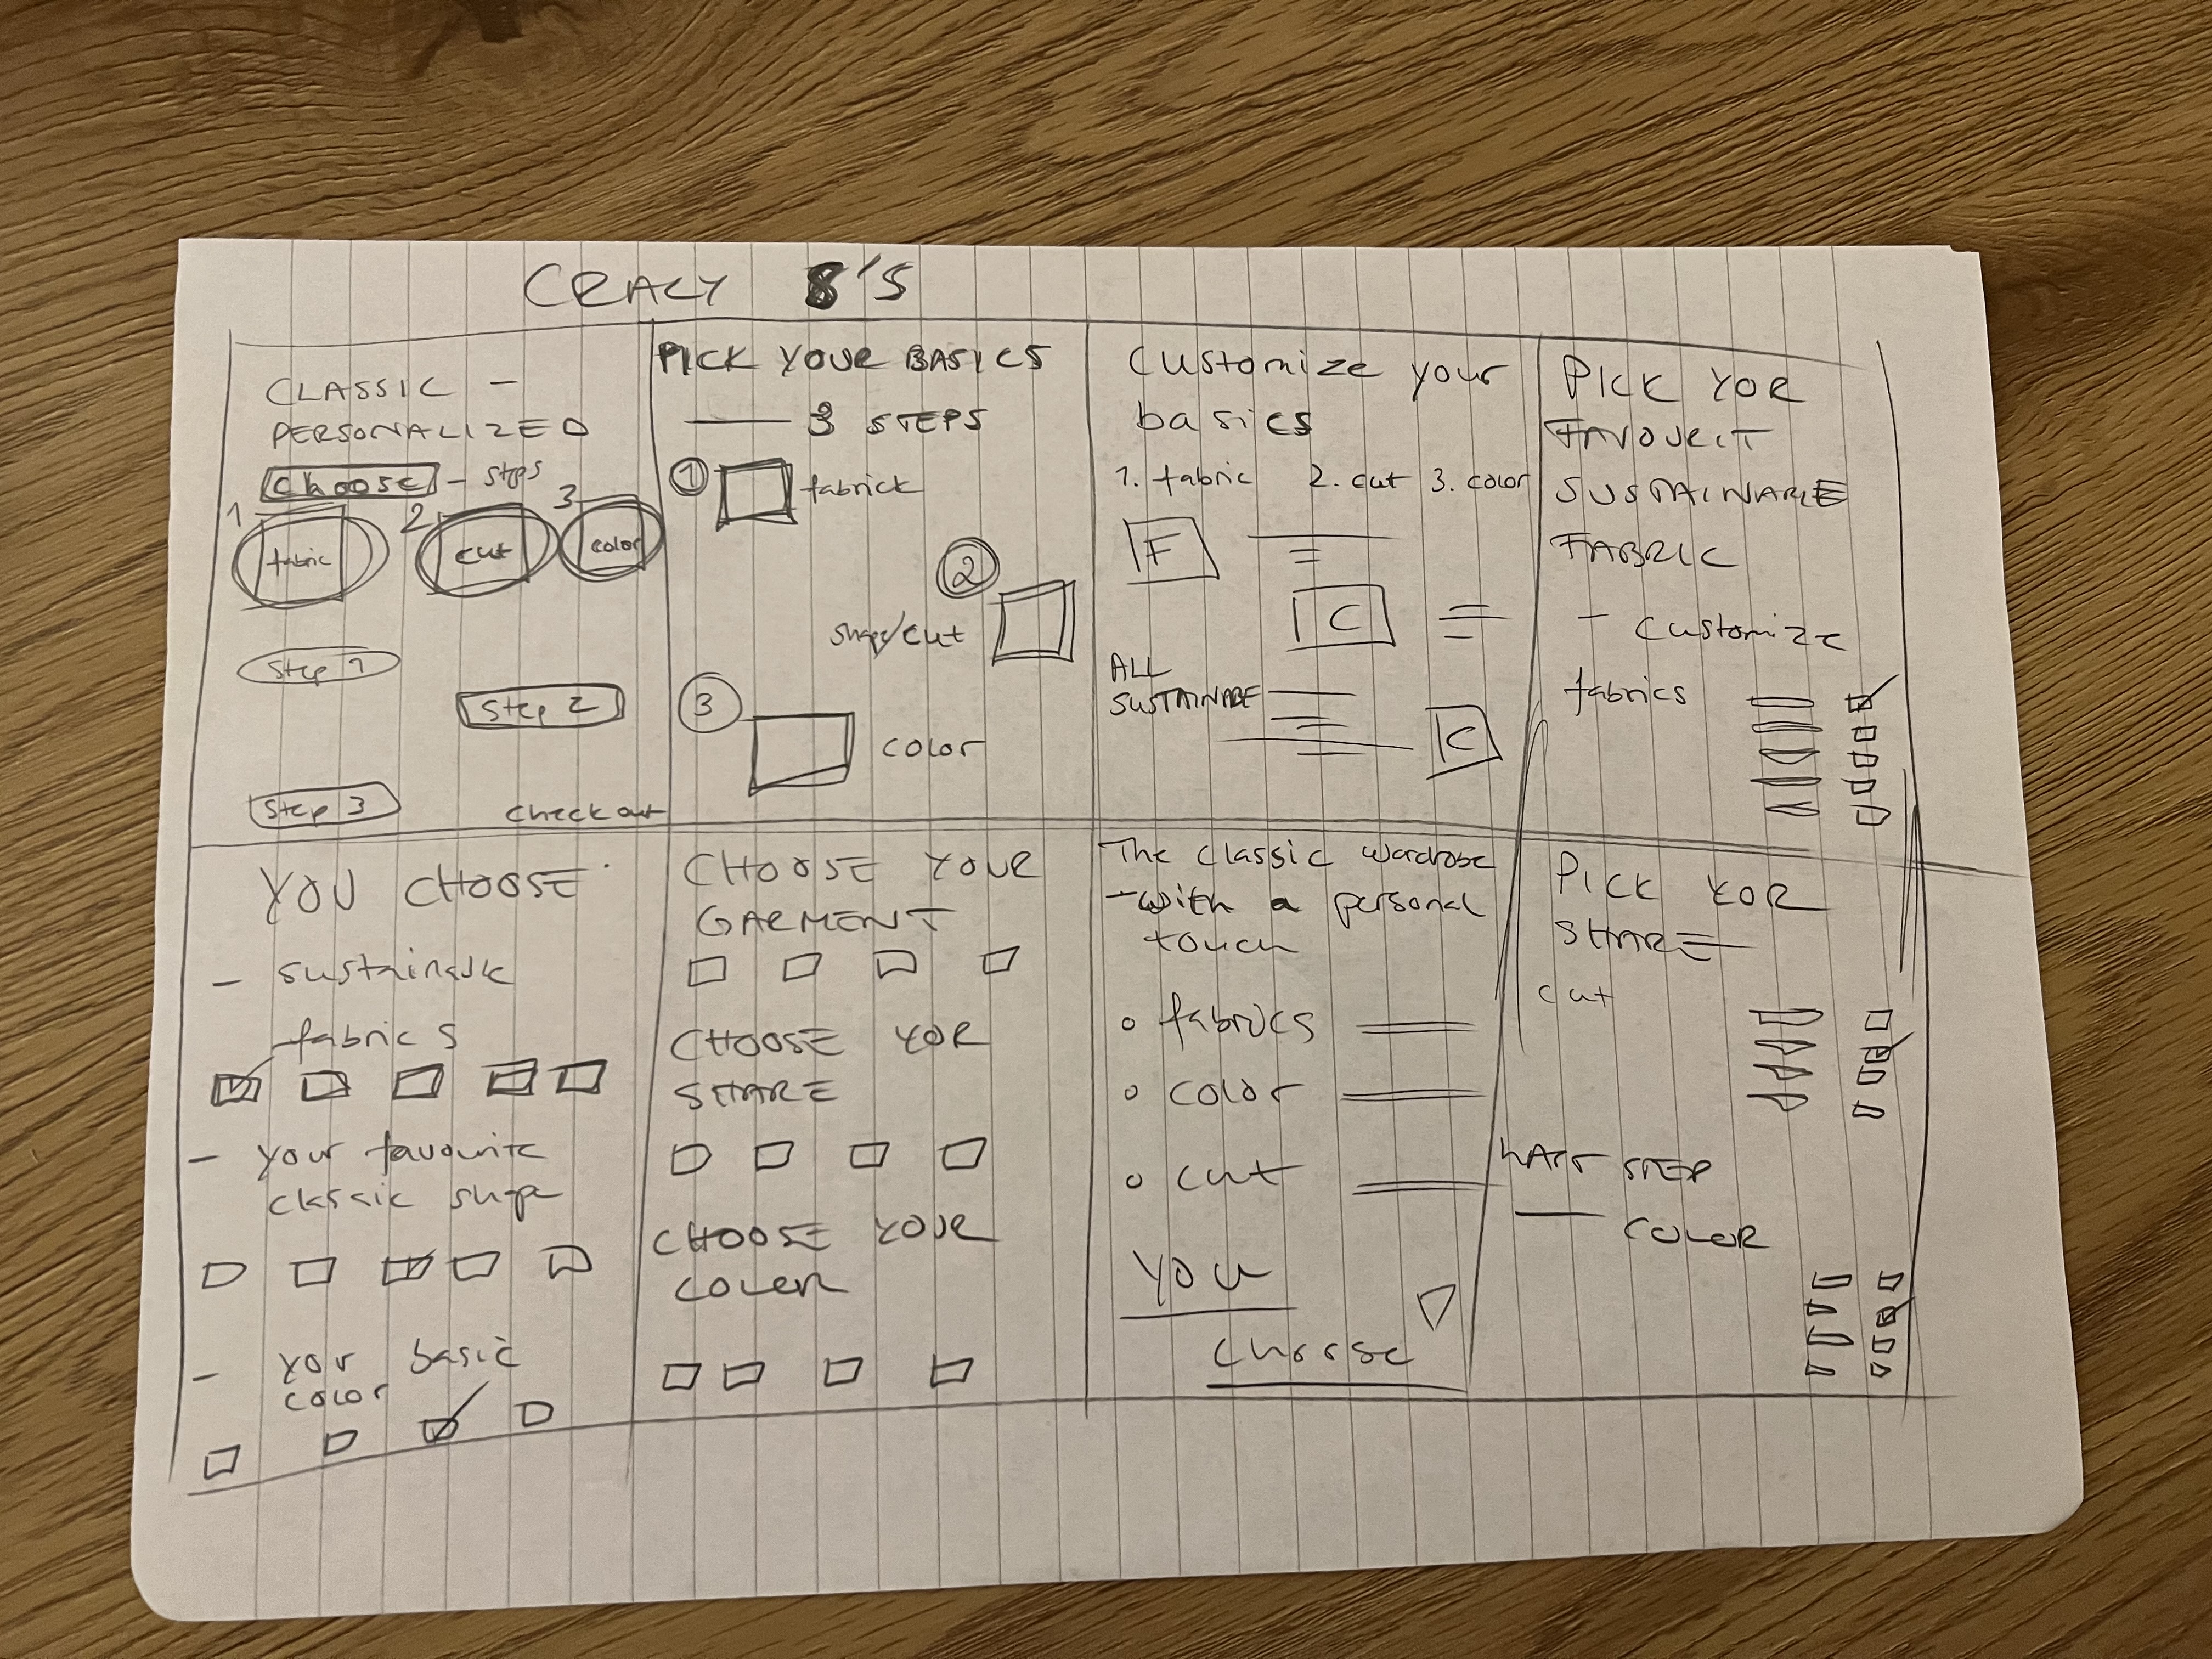 CRAZY 8'S
CLASSIC -
PERSONALIZED
choose - steps
1 2 3
fabric cut color
Step 1
Step 2
Step 3 check out
PICK YOUR BASICS
3 STEPS
1 fabrick
2
shape/cut
3
color
Customize your
basics
1. fabric 2. cut 3. color
F
C
ALL
SUSTAINABE
C
PICK YOR
FAVOURIT
SUSTAINABLE
FABRIC
- Customize
fabrics
YOU CHOOSE
- sustainable
fabrics
- your favourite
classic shape
- your basic
color
CHOOSE YOUR
GARMENT
CHOOSE YOR
SHAPE
CHOOSE YOUR
COLOR
The classic wardrobe
- with a personal
touch
fabrics
color
cut
YOU
choose
PICK YOR
SHAPE
cut
LAST STEP
COLOR